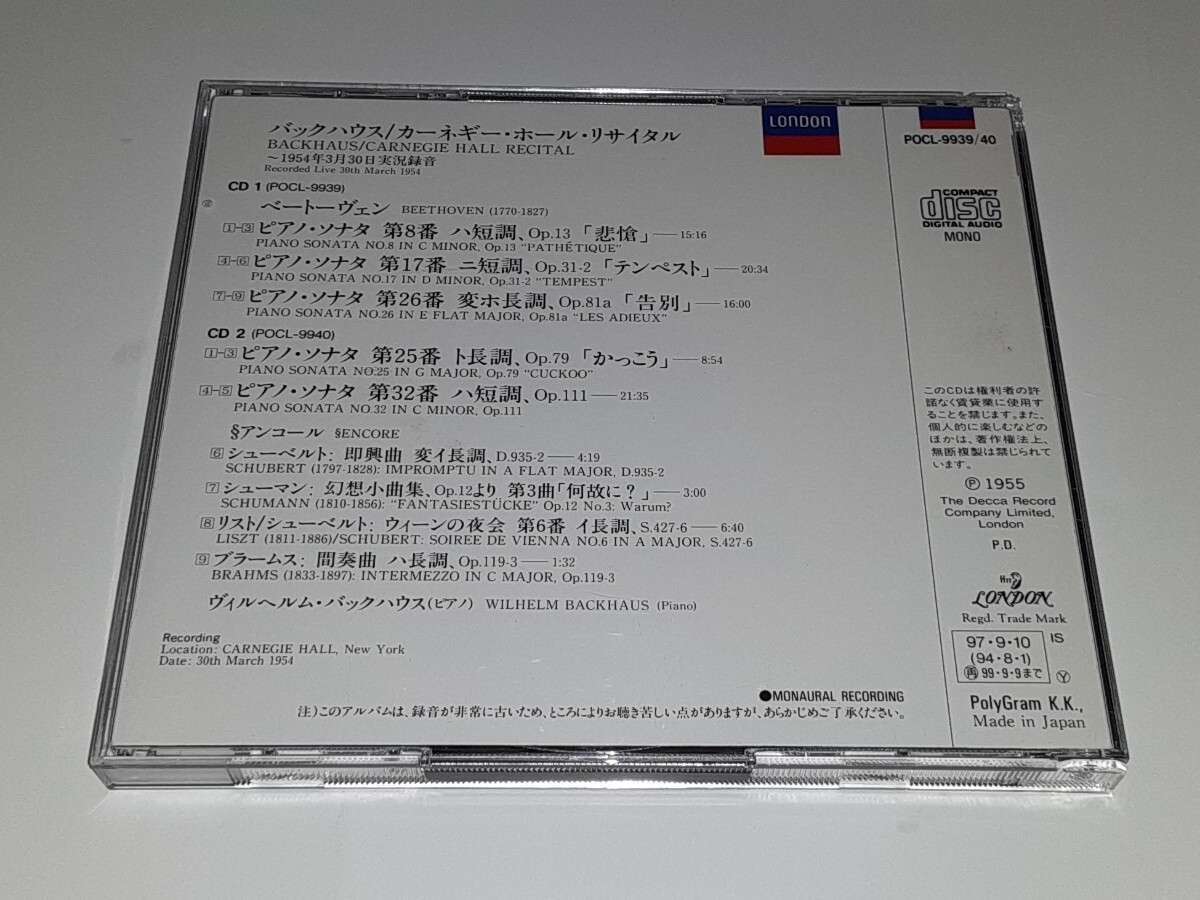 バックハウス/カーネギー・ホール・リサイタル
BACKHAUS/CARNEGIE HALL RECITAL
～1954年3月30日実況録音
Recorded Live 30th March 1954
CD 1 (POCL-9939)
ベートーヴェン BEETHOVEN (1770-1827)
1-3 ピアノ・ソナタ 第8番 ハ短調、Op.13 「悲愴」——15:16
PIANO SONATA NO.8 IN C MINOR, Op.13 "PATHÉTIQUE"
4-6 ピアノ・ソナタ 第17番 ニ短調、Op.31-2 「テンペスト」——20:34
PIANO SONATA NO.17 IN D MINOR, Op.31-2 "TEMPEST"
7-9 ピアノ・ソナタ 第26番 変ホ長調、Op.81a 「告別」——16:00
PIANO SONATA NO.26 IN E FLAT MAJOR, Op.81a "LES ADIEUX"
CD 2 (POCL-9940)
1-3 ピアノ・ソナタ 第25番 ト長調、Op.79 「かっこう」——8:54
PIANO SONATA NO.25 IN G MAJOR, Op.79 "CUCKOO"
4-5 ピアノ・ソナタ 第32番 ハ短調、Op.111——21:35
PIANO SONATA NO.32 IN C MINOR, Op.111
§アンコール §ENCORE
6 シューベルト: 即興曲 変イ長調、D.935-2——4:19
SCHUBERT (1797-1828): IMPROMPTU IN A FLAT MAJOR, D.935-2
7 シューマン: 幻想小曲集、Op.12より 第3曲「何故に？」——3:00
SCHUMANN (1810-1856): "FANTASIESTÜCKE" Op.12 No.3: Warum?
8 リスト/シューベルト: ウィーンの夜会 第6番 イ長調、S.427-6——6:40
LISZT (1811-1886)/SCHUBERT: SOIREE DE VIENNA NO.6 IN A MAJOR, S.427-6
9 ブラームス: 間奏曲 ハ長調、Op.119-3——1:32
BRAHMS (1833-1897): INTERMEZZO IN C MAJOR, Op.119-3
ヴィルヘルム・バックハウス(ピアノ) WILHELM BACKHAUS (Piano)
Recording
Location: CARNEGIE HALL, New York
Date: 30th March 1954
●MONAURAL RECORDING
注)このアルバムは、録音が非常に古いため、ところによりお聴き苦しい点がありますが、あらかじめご了承ください。
LONDON
POCL-9939/40
COMPACT
disc
DIGITAL AUDIO
MONO
このCDは権利者の許
諾なく賃貸業に使用す
ることを禁じます。また、
個人的に楽しむなどの
ほかは、著作権法上、
無断複製は禁じられて
います。
Ⓟ 1955
The Decca Record
Company Limited,
London
P.D.
LONDON
Regd. Trade Mark
97・9・10 IS
(94・8・1)
再 99・9・9まで Ⓨ
PolyGram K.K.,
Made in Japan